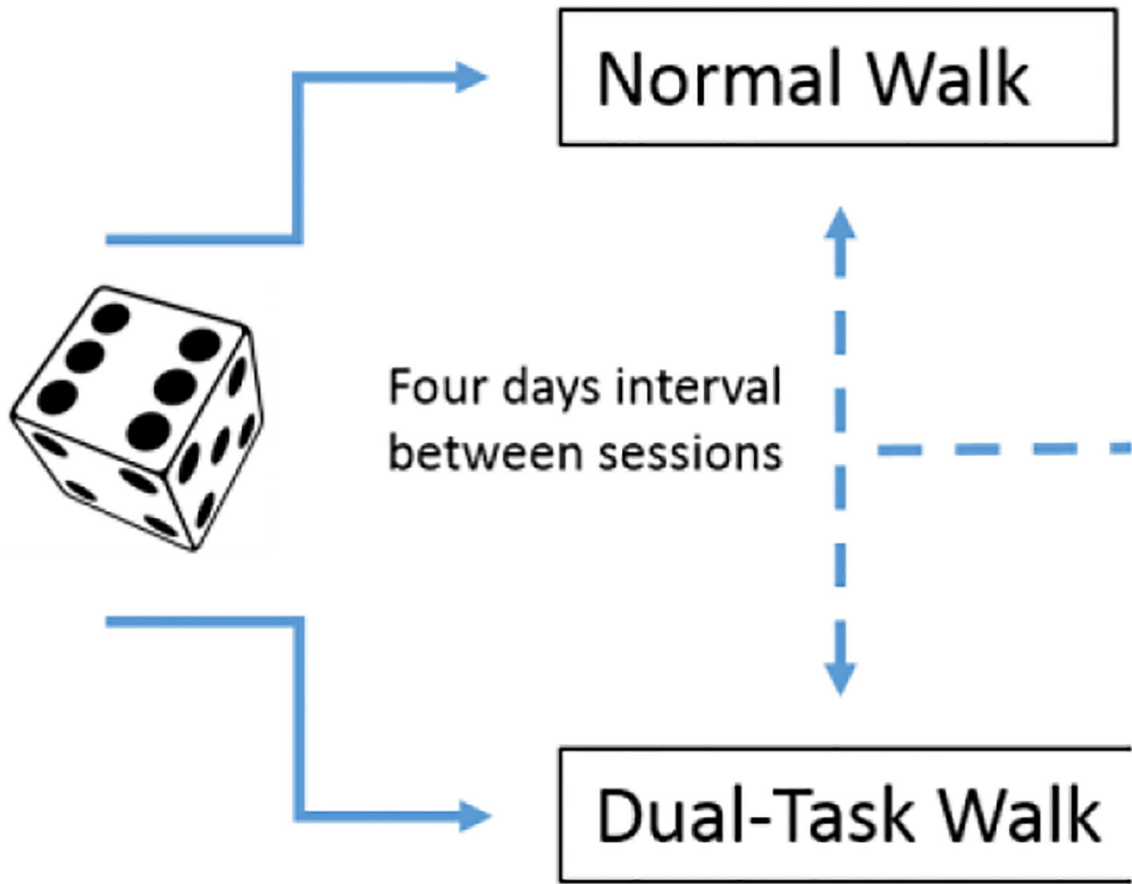 Normal Walk
Four days interval
between sessions
Dual-Task Walk